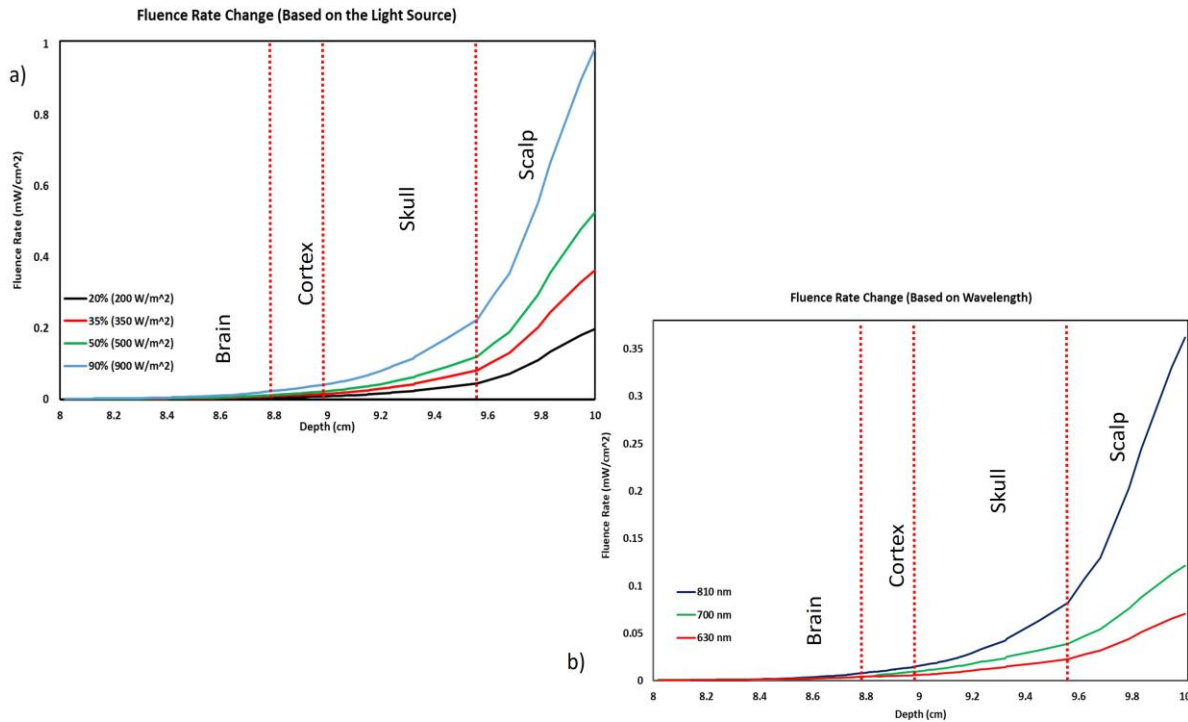 Fluence Rate Change (Based on the Light Source)
a)
Fluence Rate (mW/cm^2)
1
0.8
0.6
0.4
0.2
0
Brain
Cortex
Skull
Scalp
20% (200 W/m^2)
35% (350 W/m^2)
50% (500 W/m^2)
90% (900 W/m^2)
8 8.2 8.4 8.6 8.8 9 9.2 9.4 9.6 9.8 10
Depth (cm)
Fluence Rate Change (Based on Wavelength)
b)
Fluence Rate (mW/cm^2)
0.35
0.3
0.25
0.2
0.15
0.1
0.05
0
Brain
Cortex
Skull
Scalp
810 nm
700 nm
630 nm
8 8.2 8.4 8.6 8.8 9 9.2 9.4 9.6 9.8 10
Depth (cm)